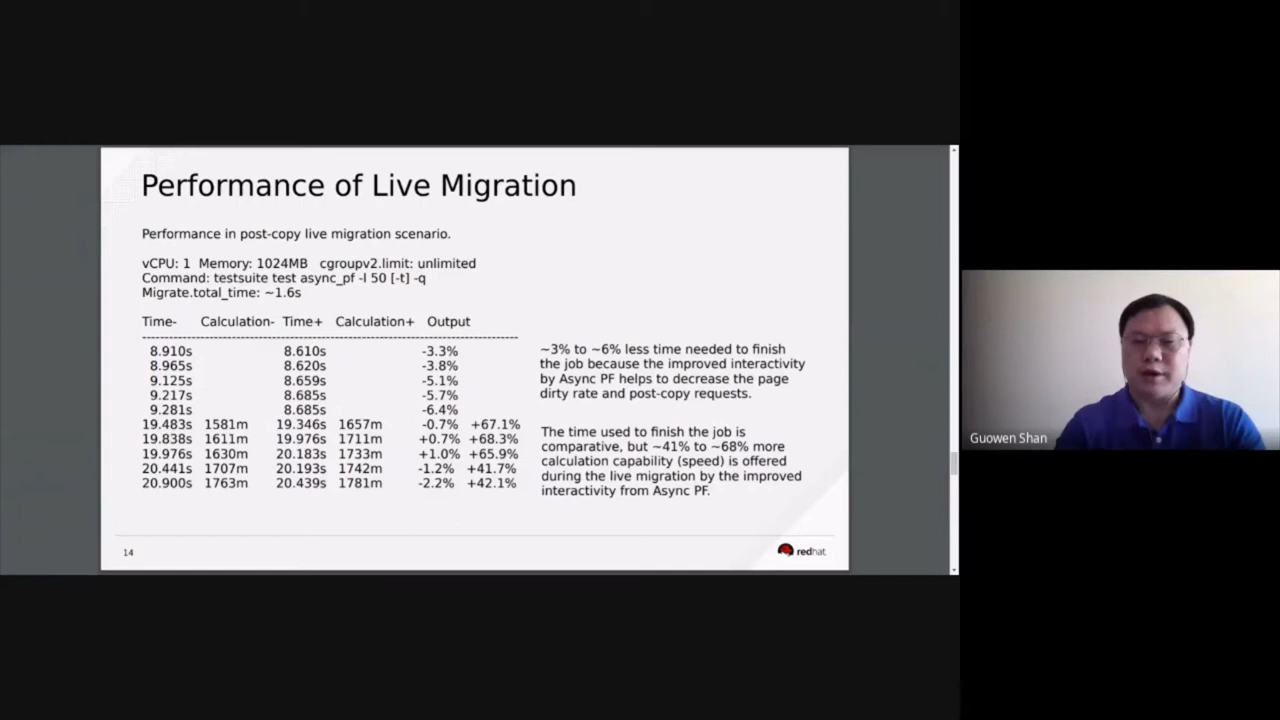 Performance of Live Migration
Performance in post-copy live migration scenario.
vCPU: 1 Memory: 1024MB cgroupv2.limit: unlimited
Command: testsuite test async_pf -l 50 [-t] -q
Migrate.total_time: ~1.6s
Time- Calculation- Time+ Calculation+ Output
--------------------------------------------------------------------------------
8.910s 8.610s -3.3%
8.965s 8.620s -3.8%
9.125s 8.659s -5.1%
9.217s 8.685s -5.7%
9.281s 8.685s -6.4%
19.483s 1581m 19.346s 1657m -0.7% +67.1%
19.838s 1611m 19.976s 1711m +0.7% +68.3%
19.976s 1630m 20.183s 1733m +1.0% +65.9%
20.441s 1707m 20.193s 1742m -1.2% +41.7%
20.900s 1763m 20.439s 1781m -2.2% +42.1%
~3% to ~6% less time needed to finish
the job because the improved interactivity
by Async PF helps to decrease the page
dirty rate and post-copy requests.
The time used to finish the job is
comparative, but ~41% to ~68% more
calculation capability (speed) is offered
during the live migration by the improved
interactivity from Async PF.
14
redhat
Guowen Shan